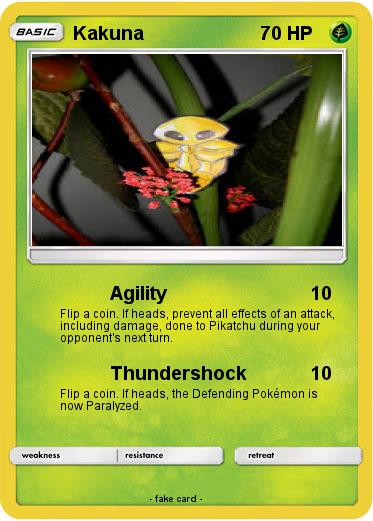 BASIC Kakuna 70 HP
Agility 10
Flip a coin. If heads, prevent all effects of an attack,
including damage, done to Pikatchu during your
opponent's next turn.
Thundershock 10
Flip a coin. If heads, the Defending Pokémon is
now Paralyzed.
weakness resistance retreat
- fake card -